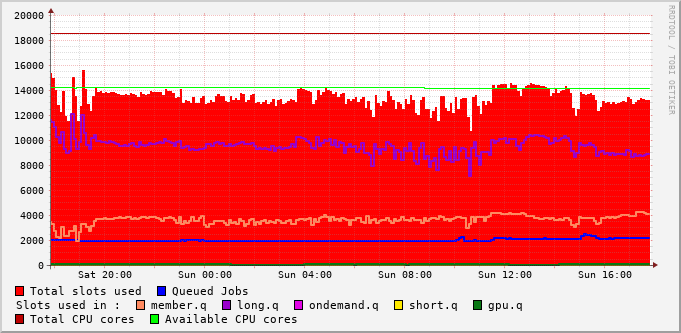 20000
18000
16000
14000
12000
10000
8000
6000
4000
2000
0
Sat 20:00 Sun 00:00 Sun 04:00 Sun 08:00 Sun 12:00 Sun 16:00
RRDTOOL / TOBI OETIKER
Total slots used Queued Jobs
Slots used in : member.q long.q ondemand.q short.q gpu.q
Total CPU cores Available CPU cores